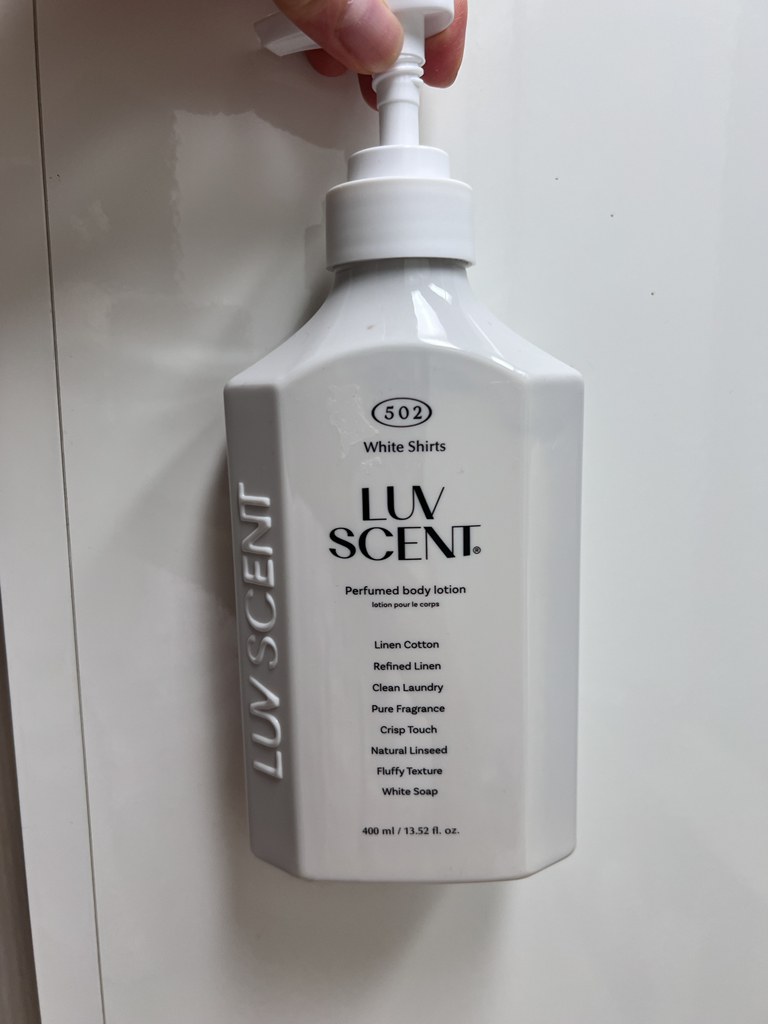 502
White Shirts
LUV
SCENT®
Perfumed body lotion
lotion pour le corps
Linen Cotton
Refined Linen
Clean Laundry
Pure Fragrance
Crisp Touch
Natural Linseed
Fluffy Texture
White Soap
400 ml / 13.52 fl. oz.
LUV SCENT